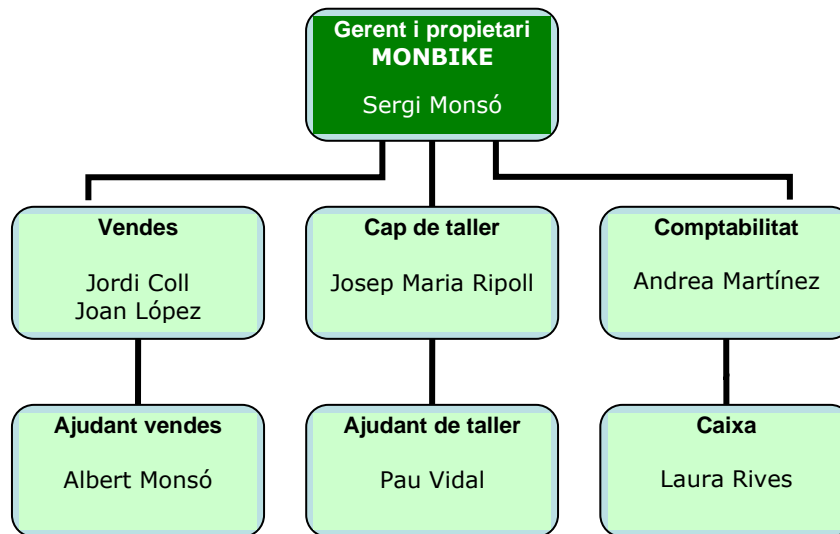 Gerent i propietari
MONBIKE
Sergi Monsó
Vendes
Jordi Coll
Joan López
Cap de taller
Josep Maria Ripoll
Comptabilitat
Andrea Martínez
Ajudant vendes
Albert Monsó
Ajudant de taller
Pau Vidal
Caixa
Laura Rives